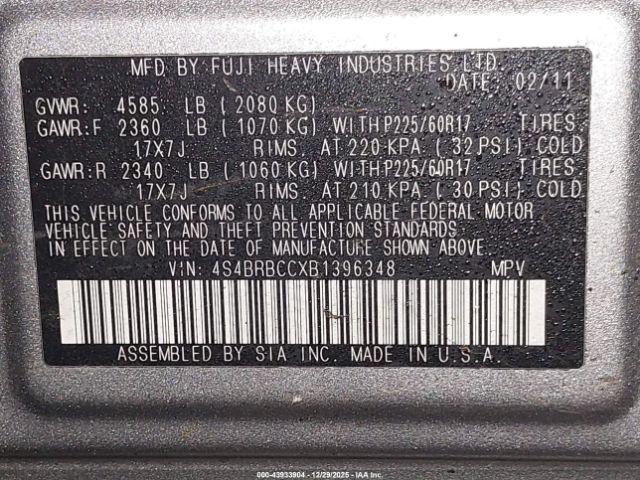 MFD BY FUJI HEAVY INDUSTRIES LTD.
DATE: 02/11
GVWR: 4585 LB ( 2080 KG)
GAWR:F 2360 LB ( 1070 KG) WITH P225/60R17 TIRES
17X7J RIMS, AT 220 KPA ( 32 PSI) COLD
GAWR:R 2340 LB ( 1060 KG) WITH P225/60R17 TIRES
17X7J RIMS, AT 210 KPA ( 30 PSI) COLD
THIS VEHICLE CONFORMS TO ALL APPLICABLE FEDERAL MOTOR
VEHICLE SAFETY AND THEFT PREVENTION STANDARDS
IN EFFECT ON THE DATE OF MANUFACTURE SHOWN ABOVE.
VIN: 4S4BRBCCXB1396348 MPV
ASSEMBLED BY SIA INC. MADE IN U.S.A.
000-43933904 • 12/29/2025 • IAA Inc.